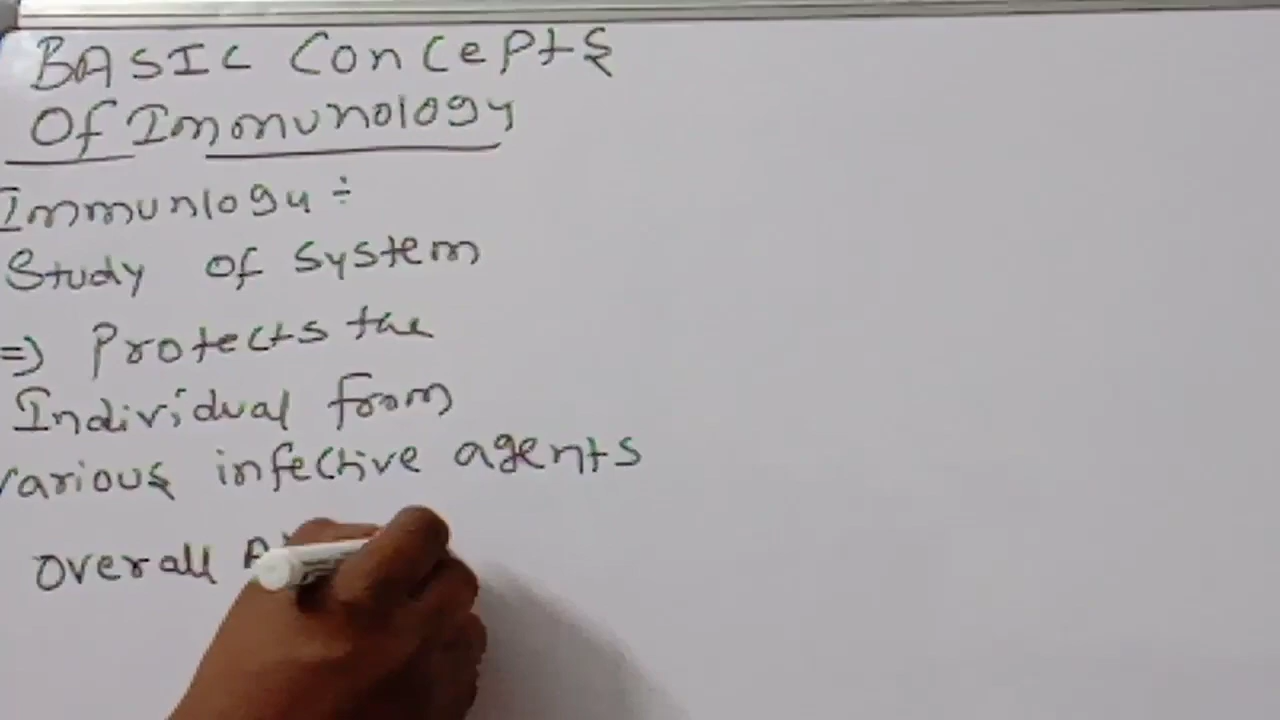 BASIC Concepts
Of Immunology
Immunlogy ÷
Study of System
=> Protects the
Individual from
various infective agents
Overall